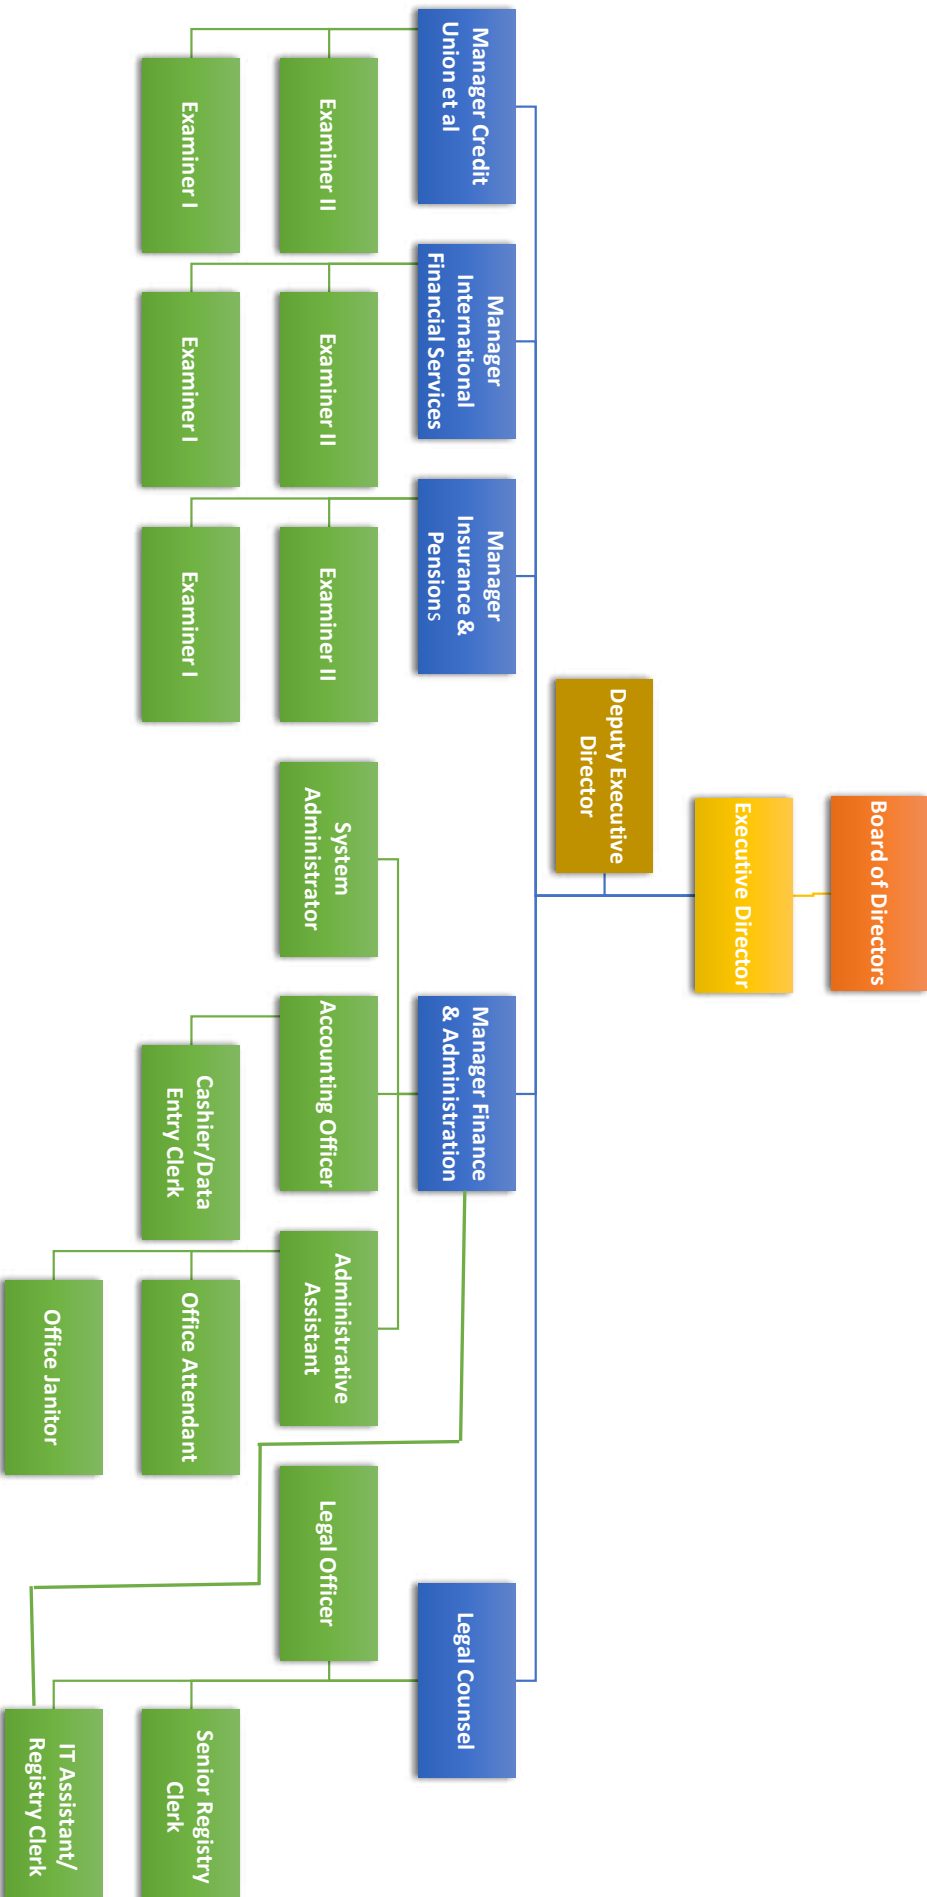 Board of Directors
Executive Director
Deputy Executive
Director
Manager Credit
Union et al
Manager
International
Financial Services
Manager
Insurance &
Pensions
Manager Finance
& Administration
Legal Counsel
Examiner II
Examiner I
Examiner II
Examiner I
Examiner II
Examiner I
System
Administrator
Accounting Officer
Cashier/Data
Entry Clerk
Administrative
Assistant
Office Attendant
Office Janitor
Legal Officer
Senior Registry
Clerk
IT Assistant/
Registry Clerk